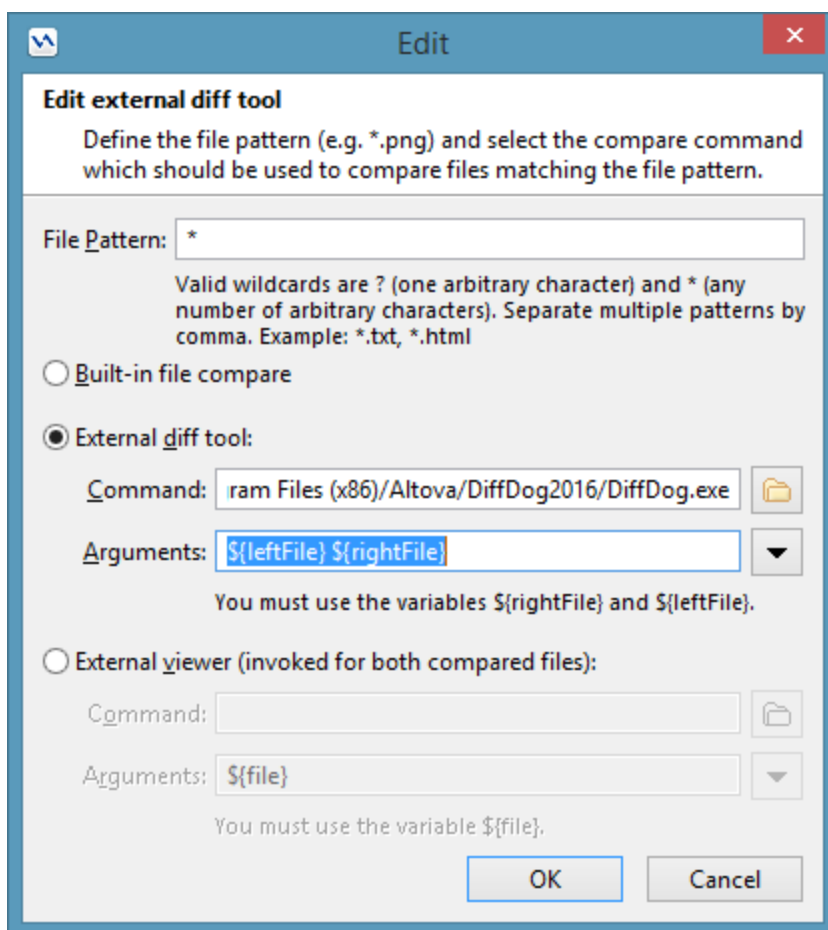 Edit
Edit external diff tool
Define the file pattern (e.g. *.png) and select the compare command
which should be used to compare files matching the file pattern.
File Pattern: *
Valid wildcards are ? (one arbitrary character) and * (any
number of arbitrary characters). Separate multiple patterns by
comma. Example: *.txt, *.html
Built-in file compare
External diff tool:
Command: ram Files (x86)/Altova/DiffDog2016/DiffDog.exe
Arguments: ${leftFile} ${rightFile}
You must use the variables ${rightFile} and ${leftFile}.
External viewer (invoked for both compared files):
Command:
Arguments: ${file}
You must use the variable ${file}.
OK Cancel